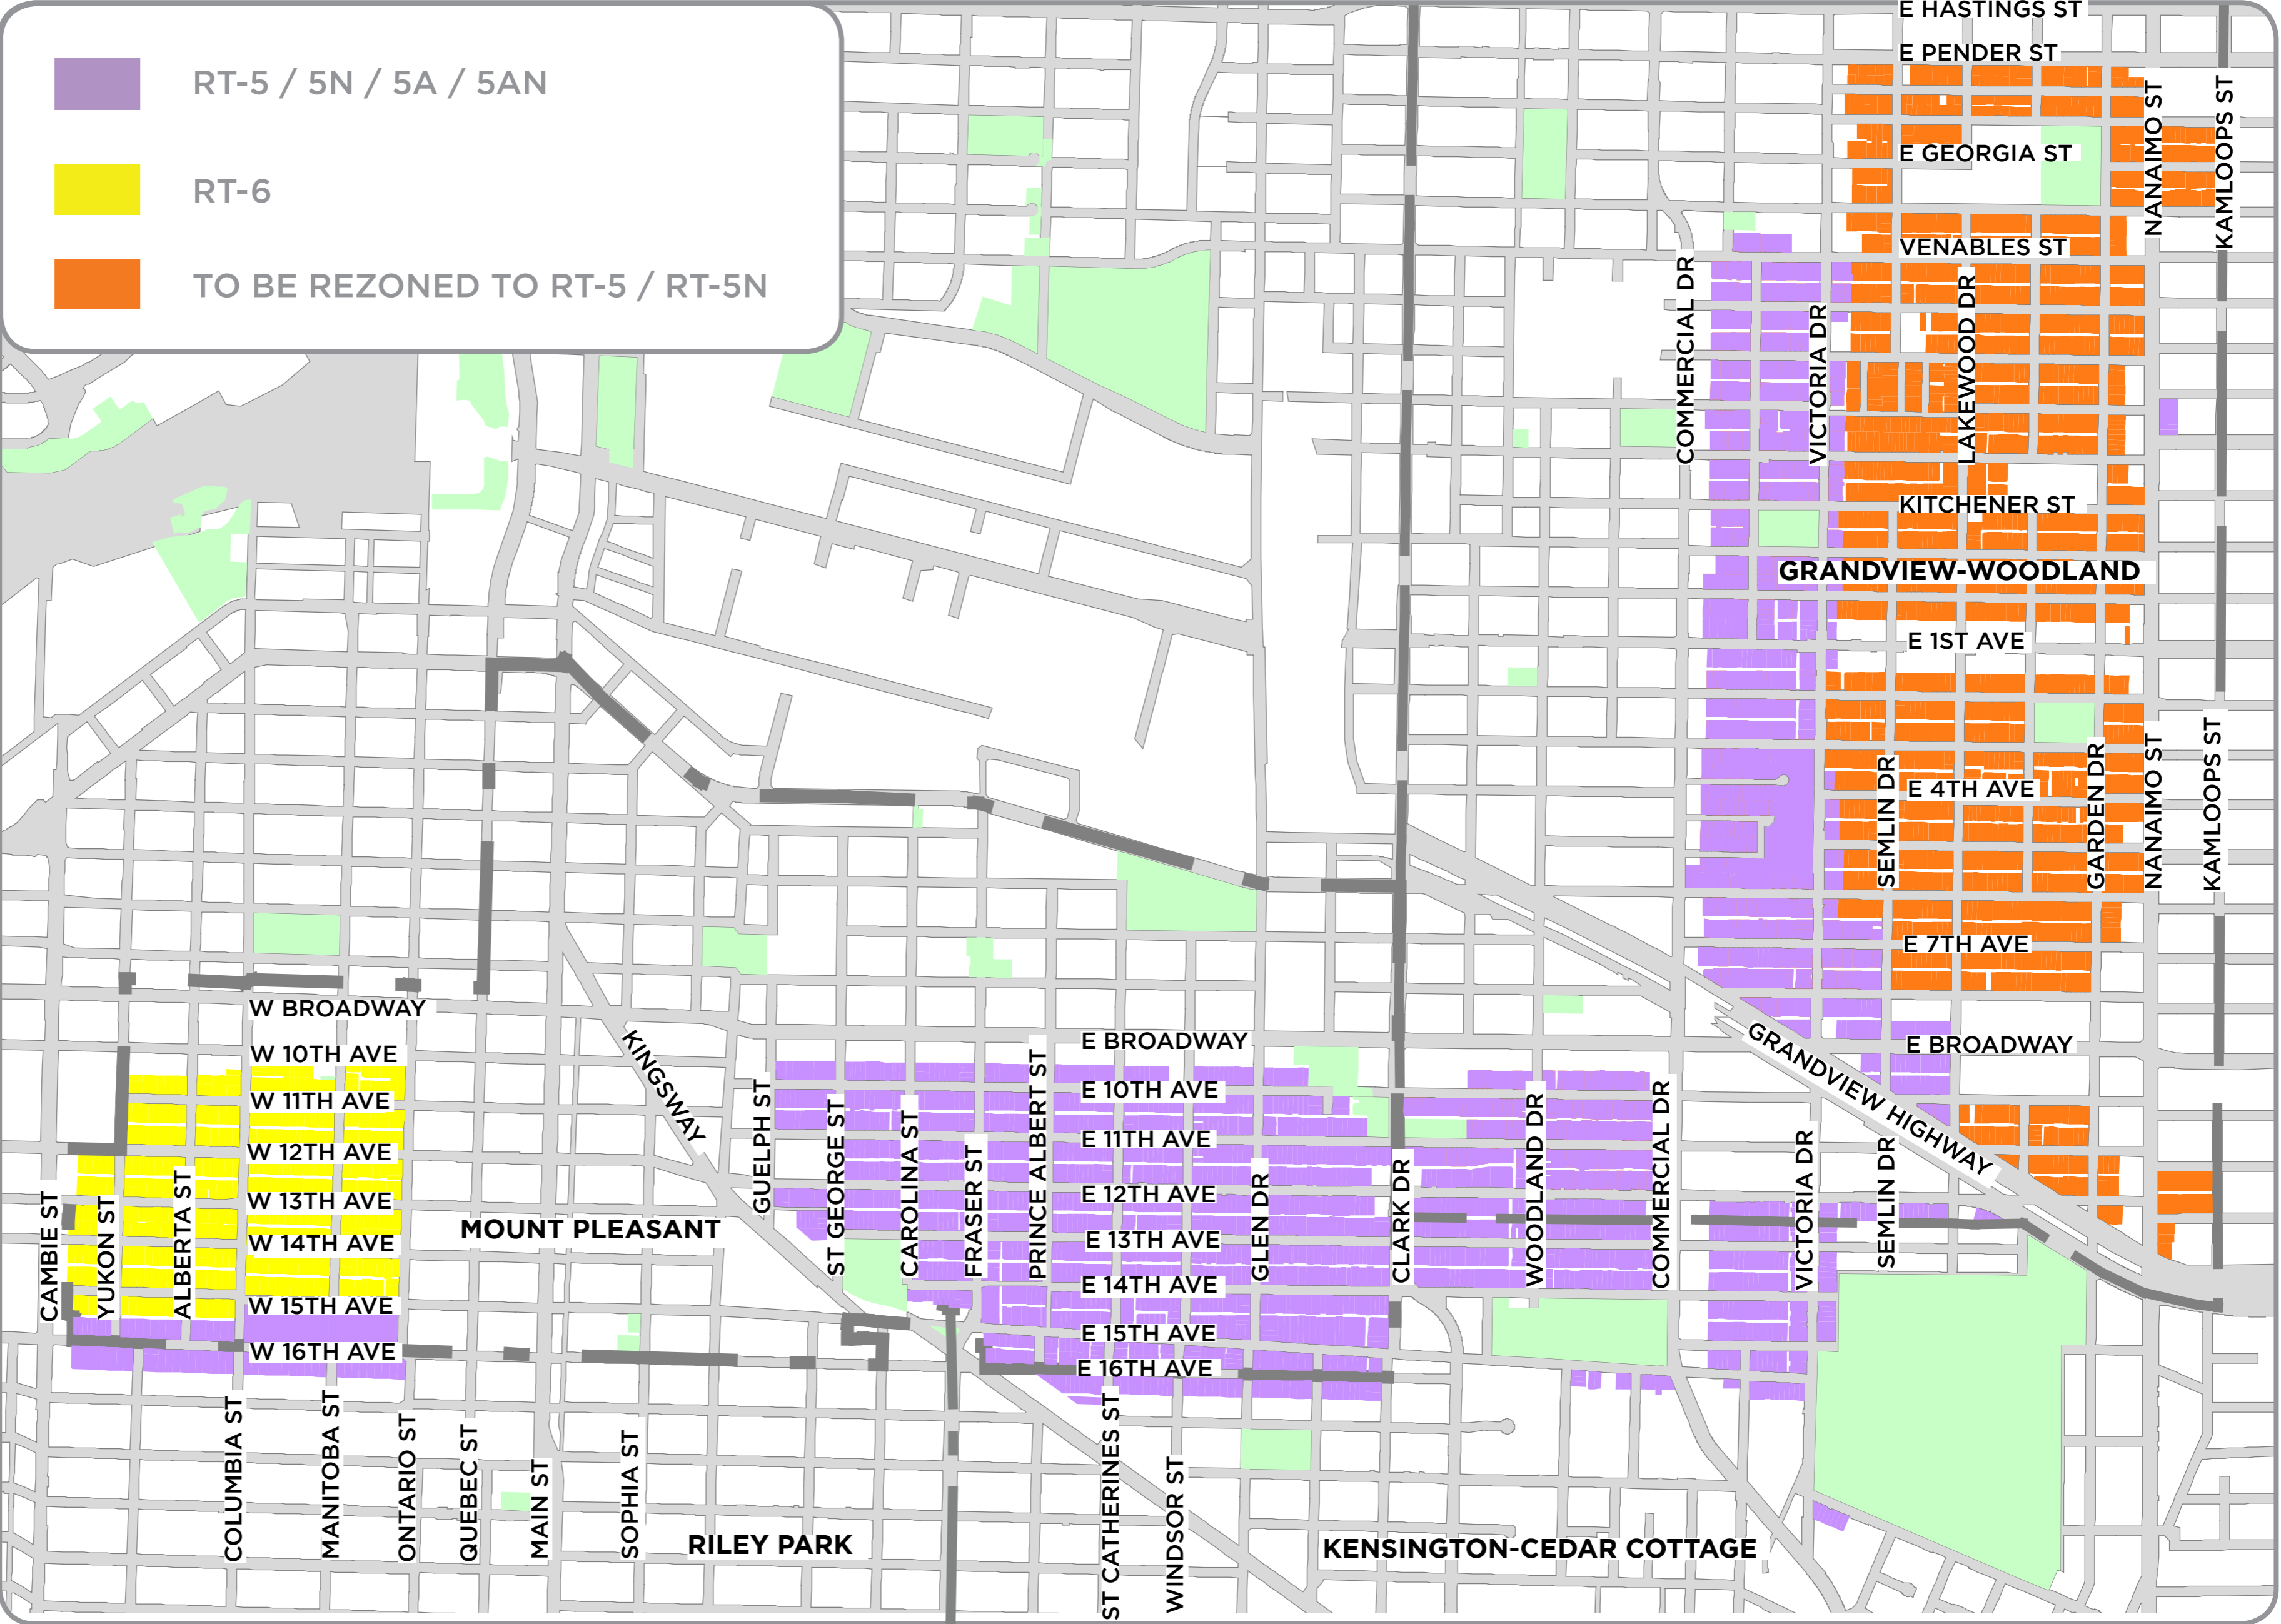 RT-5 / 5N / 5A / 5AN
RT-6
TO BE REZONED TO RT-5 / RT-5N
E HASTINGS ST
E PENDER ST
E GEORGIA ST
NANAIMO ST
KAMLOOPS ST
VENABLES ST
COMMERCIAL DR
VICTORIA DR
LAKEWOOD DR
KITCHENER ST
GRANDVIEW-WOODLAND
E 1ST AVE
SEMLIN DR
E 4TH AVE
GARDEN DR
NANAIMO ST
KAMLOOPS ST
E 7TH AVE
W BROADWAY
W 10TH AVE
W 11TH AVE
W 12TH AVE
W 13TH AVE
W 14TH AVE
W 15TH AVE
W 16TH AVE
CAMBIE ST
YUKON ST
ALBERTA ST
MOUNT PLEASANT
KINGSWAY
GUELPH ST
ST GEORGE ST
CAROLINA ST
FRASER ST
PRINCE ALBERT ST
E BROADWAY
E 10TH AVE
E 11TH AVE
E 12TH AVE
E 13TH AVE
E 14TH AVE
E 15TH AVE
E 16TH AVE
GLEN DR
CLARK DR
WOODLAND DR
COMMERCIAL DR
VICTORIA DR
SEMLIN DR
GRANDVIEW HIGHWAY
E BROADWAY
COLUMBIA ST
MANITOBA ST
ONTARIO ST
QUEBEC ST
MAIN ST
SOPHIA ST
RILEY PARK
ST CATHERINES ST
WINDSOR ST
KENSINGTON-CEDAR COTTAGE